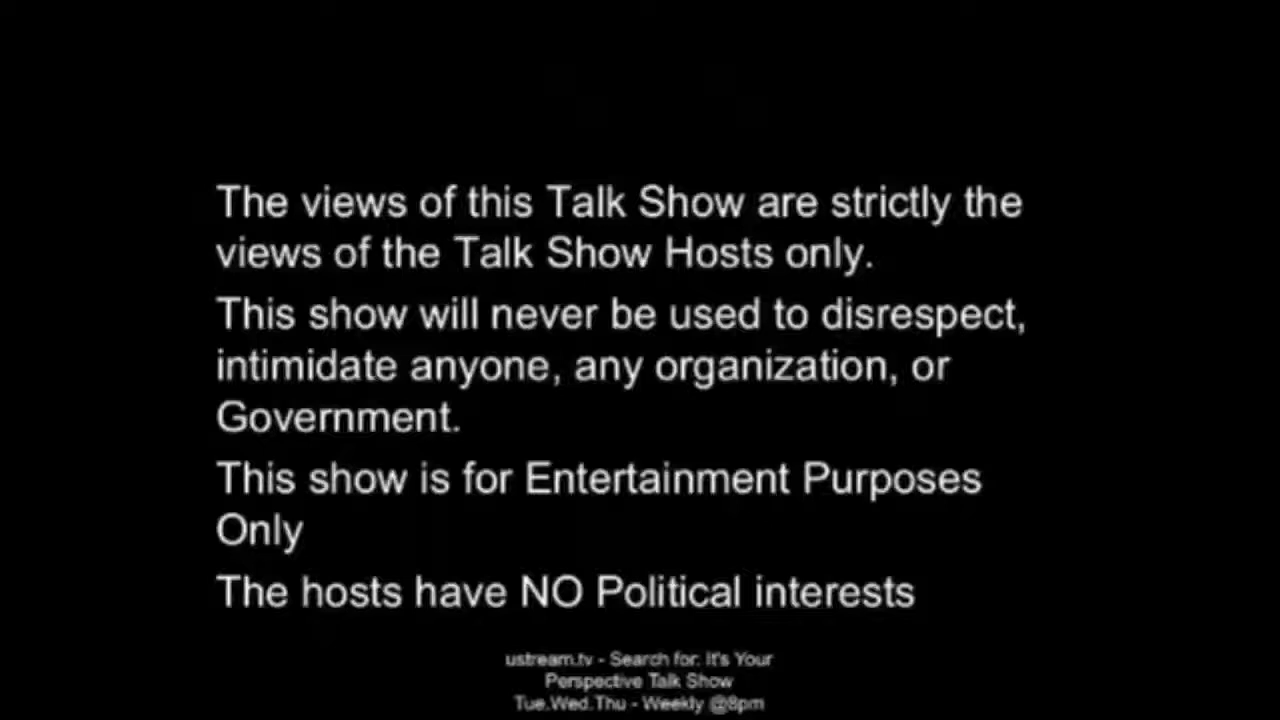 The views of this Talk Show are strictly the
views of the Talk Show Hosts only.
This show will never be used to disrespect,
intimidate anyone, any organization, or
Government.
This show is for Entertainment Purposes
Only
The hosts have NO Political interests
ustream.tv - Search for: It's Your
Perspective Talk Show
Tue.Wed.Thu - Weekly @8pm